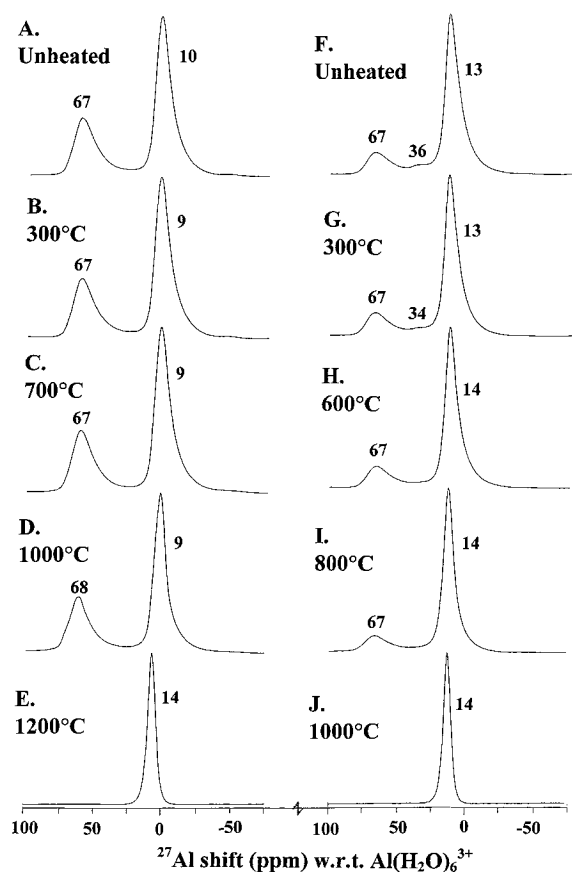 A.
Unheated
10
67
B.
300°C
9
67
C.
700°C
9
67
D.
1000°C
9
68
E.
1200°C
14
F.
Unheated
13
67
36
G.
300°C
13
67
34
H.
600°C
14
67
I.
800°C
14
67
J.
1000°C
14
100 50 0 -50 100 50 0 -50
²⁷Al shift (ppm) w.r.t. Al(H₂O)₆³⁺